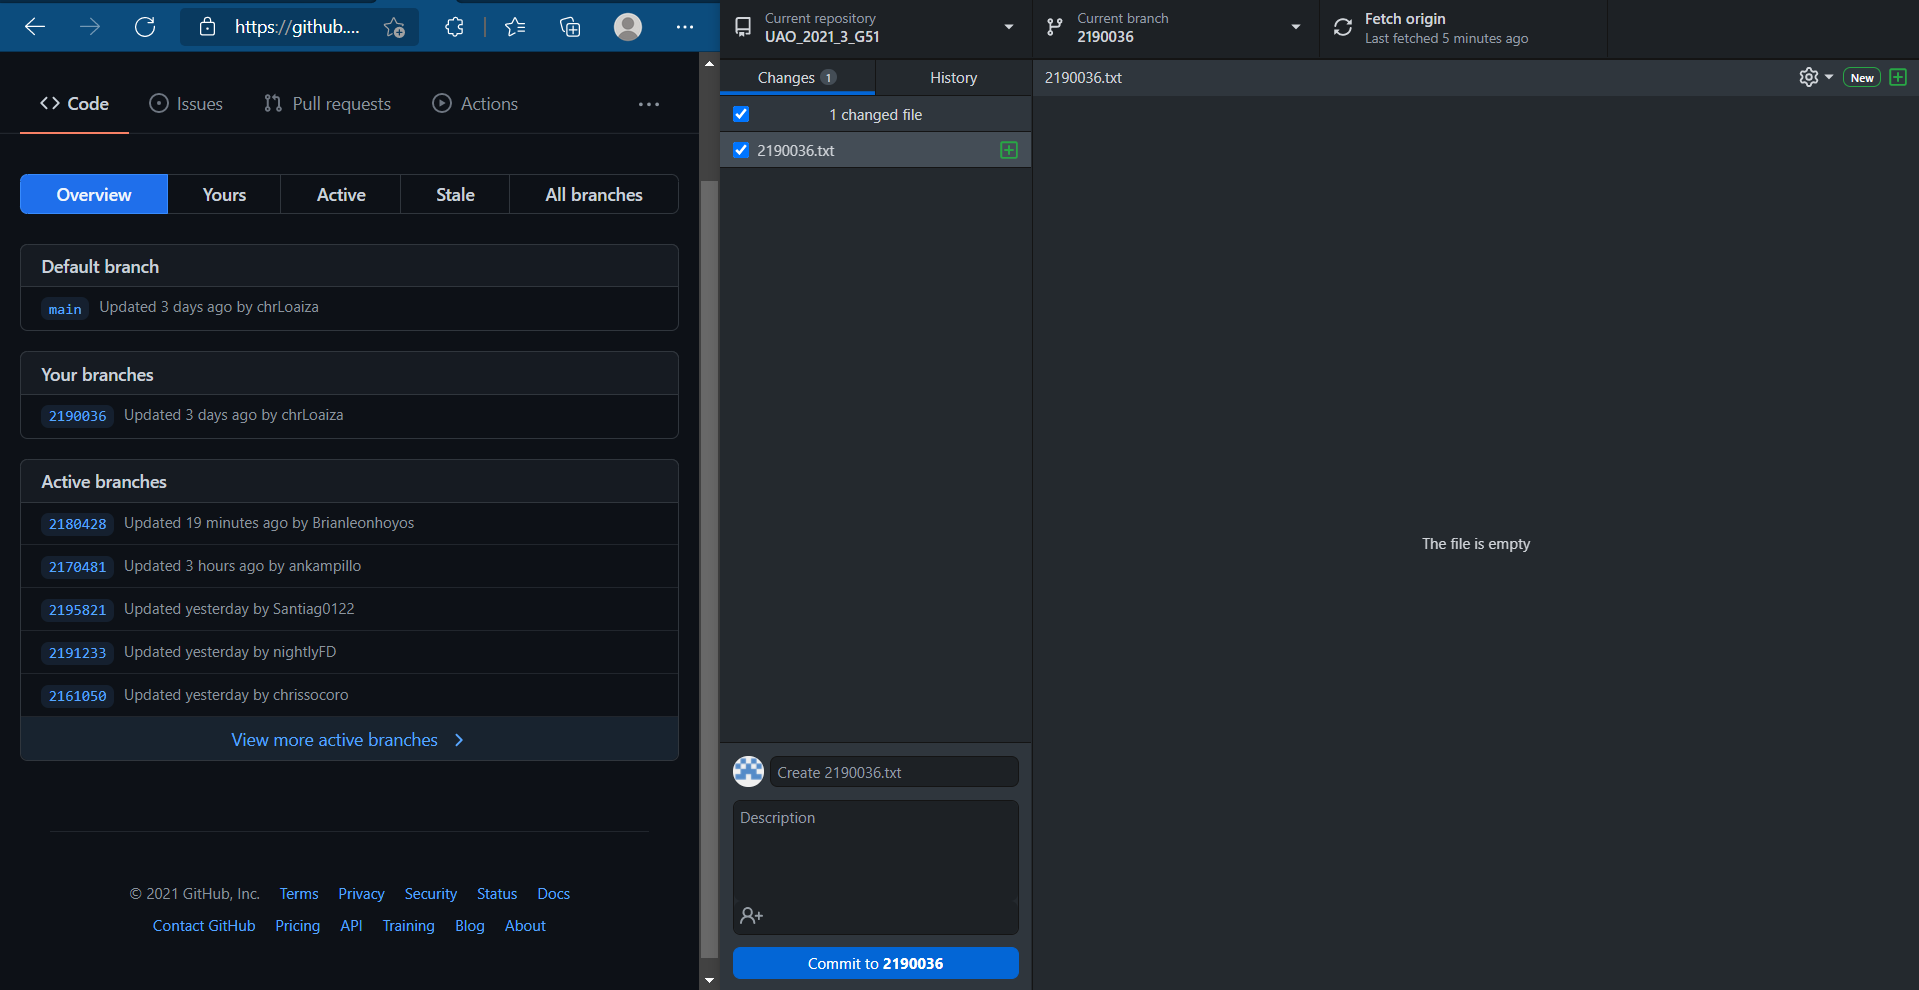 https://github....
Code
Issues
Pull requests
Actions
Overview
Yours
Active
Stale
All branches
Default branch
main Updated 3 days ago by chrLoaiza
Your branches
2190036 Updated 3 days ago by chrLoaiza
Active branches
2180428 Updated 19 minutes ago by Brianleonhoyos
2170481 Updated 3 hours ago by ankampillo
2195821 Updated yesterday by Santiag0122
2191233 Updated yesterday by nightlyFD
2161050 Updated yesterday by chrissocoro
View more active branches
© 2021 GitHub, Inc. Terms Privacy Security Status Docs
Contact GitHub Pricing API Training Blog About
Current repository
UAO_2021_3_G51
Current branch
2190036
Fetch origin
Last fetched 5 minutes ago
Changes 1
History
1 changed file
2190036.txt
Create 2190036.txt
Description
Commit to 2190036
2190036.txt
New
The file is empty